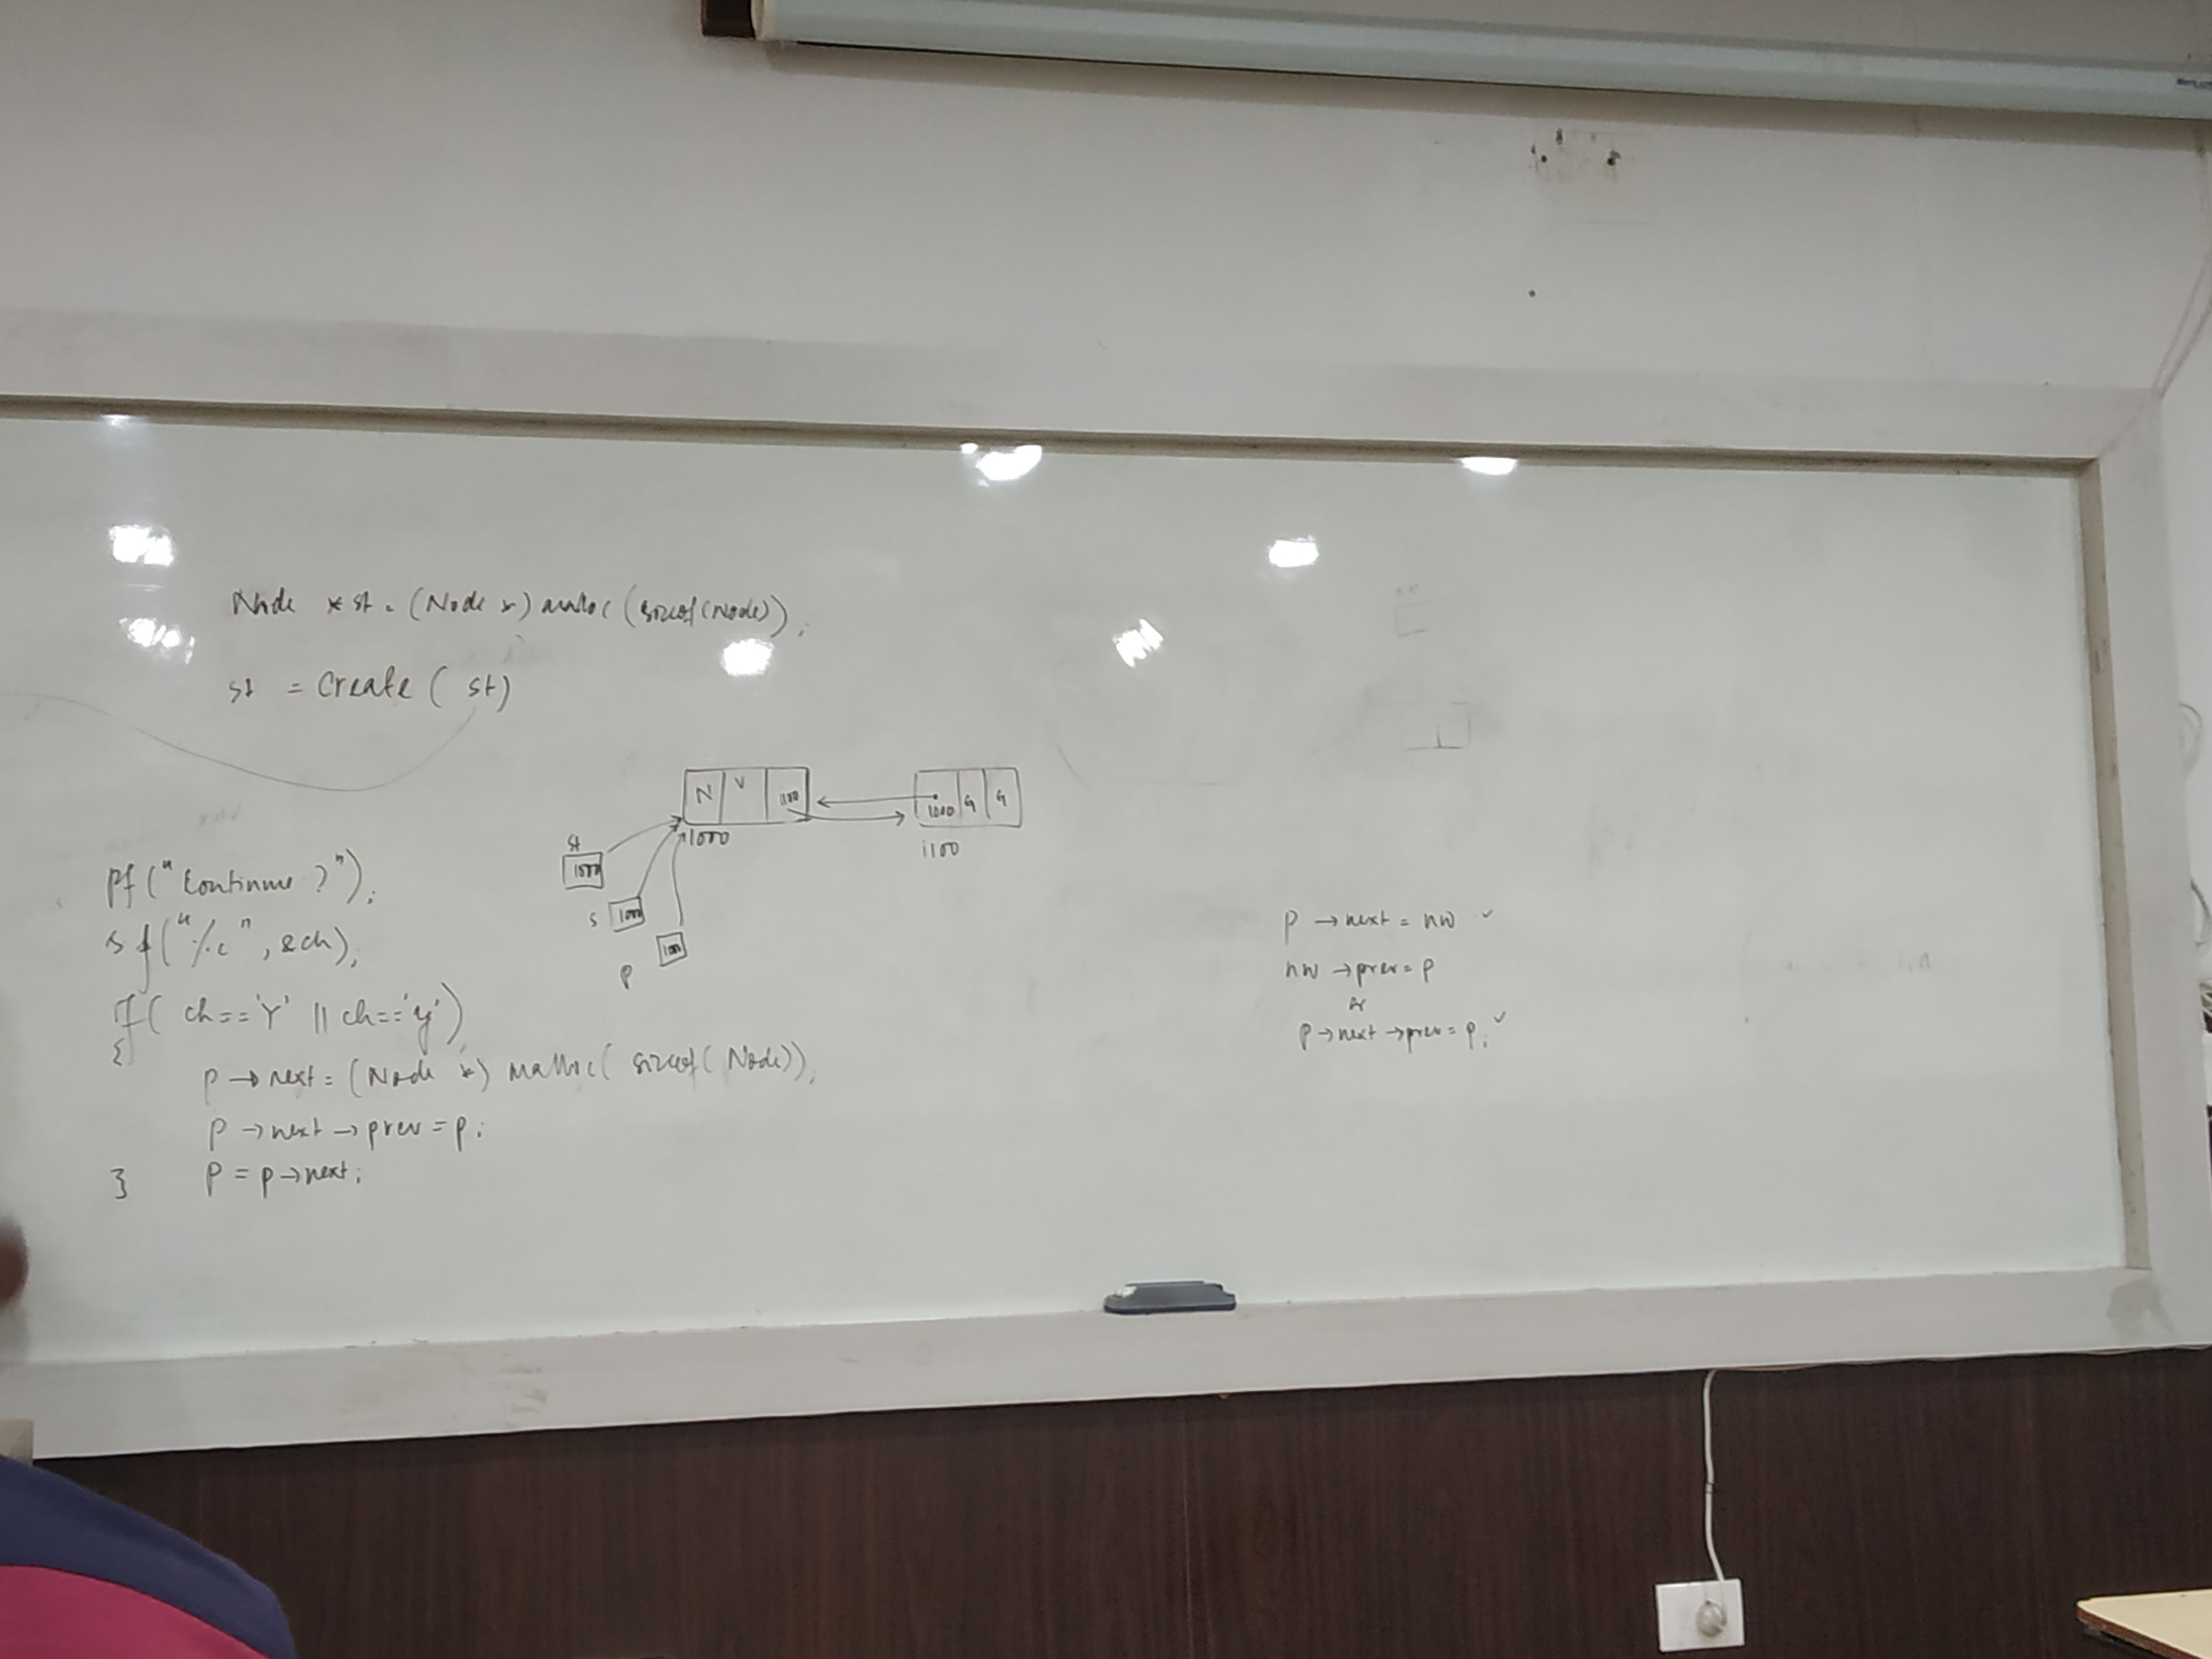 Node *st = (Node *) malloc (sizeof(Node));
st = Create ( st)
N V 1100
1000 G G
1000
1100
st
1000
s 1000
p 1000
pf ("Continue ?");
sf ("%c", &ch);
if ( ch=='Y' || ch=='y')
{
p → next = (Node *) malloc ( sizeof( Node));
p → next → prev = p;
} p = p → next;
p → next = nw ✓
nw → prev = p
or
p → next → prev = p; ✓